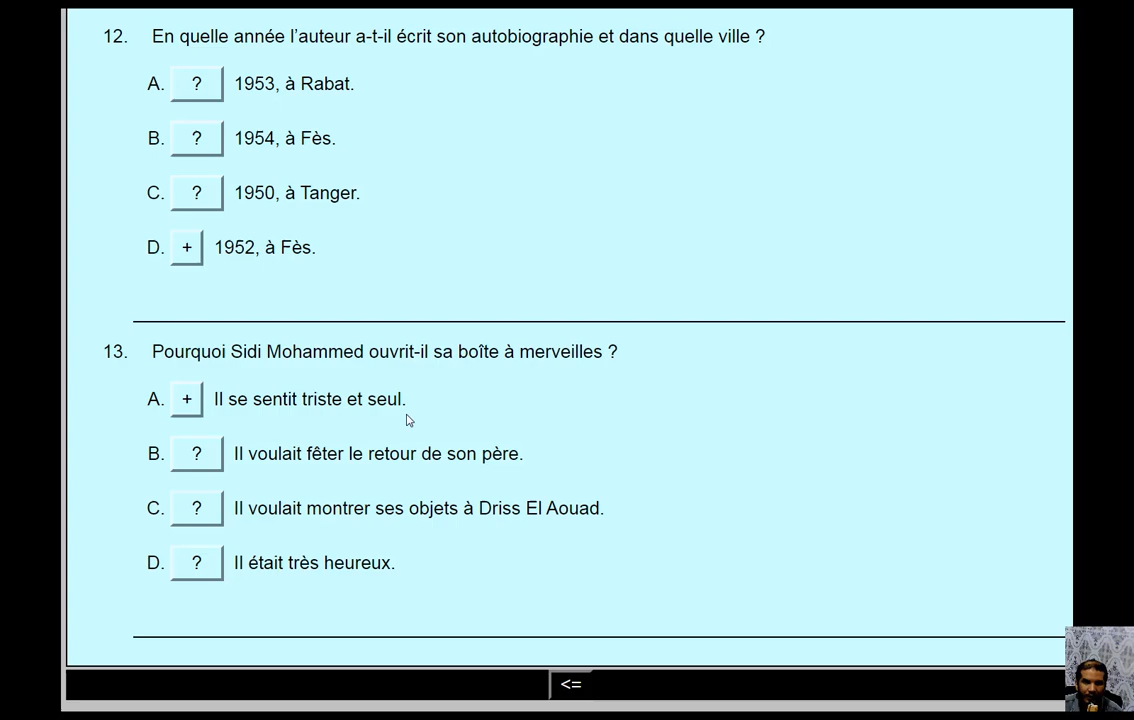 12. En quelle année l'auteur a-t-il écrit son autobiographie et dans quelle ville ?
A. ? 1953, à Rabat.
B. ? 1954, à Fès.
C. ? 1950, à Tanger.
D. + 1952, à Fès.
13. Pourquoi Sidi Mohammed ouvrit-il sa boîte à merveilles ?
A. + Il se sentit triste et seul.
B. ? Il voulait fêter le retour de son père.
C. ? Il voulait montrer ses objets à Driss El Aouad.
D. ? Il était très heureux.
<=